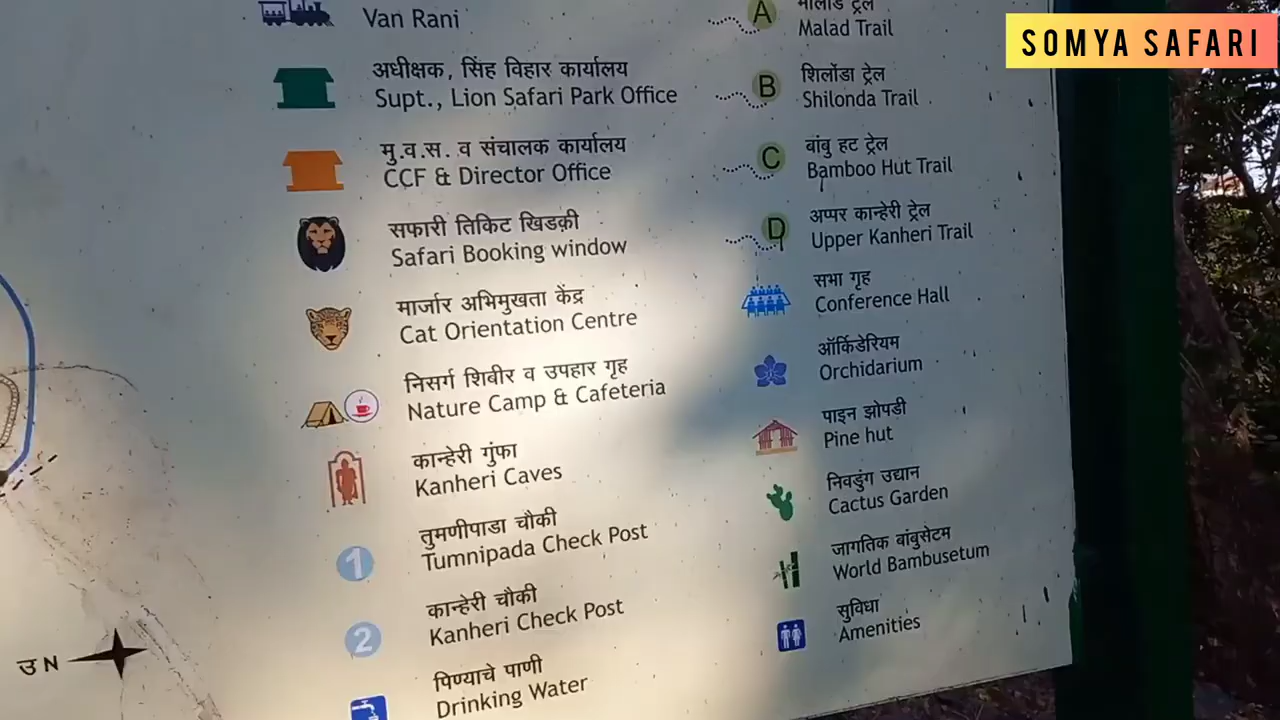 Van Rani
अधीक्षक, सिंह विहार कार्यालय
Supt., Lion Safari Park Office
मु.व.स. व संचालक कार्यालय
CCF & Director Office
सफारी तिकिट खिडकी
Safari Booking window
मार्जार अभिमुखता केंद्र
Cat Orientation Centre
निसर्ग शिबीर व उपहार गृह
Nature Camp & Cafeteria
कान्हेरी गुंफा
Kanheri Caves
1
तुमणीपाडा चौकी
Tumnipada Check Post
2
कान्हेरी चौकी
Kanheri Check Post
पिण्याचे पाणी
Drinking Water
A
मालाड ट्रेल
Malad Trail
B
शिलोंडा ट्रेल
Shilonda Trail
C
बांबु हट ट्रेल
Bamboo Hut Trail
D
अप्पर कान्हेरी ट्रेल
Upper Kanheri Trail
सभा गृह
Conference Hall
ऑर्किडेरियम
Orchidarium
पाइन झोपडी
Pine hut
निवडुंग उद्यान
Cactus Garden
जागतिक बांबुसेटम
World Bambusetum
सुविधा
Amenities
उ N
SOMYA SAFARI